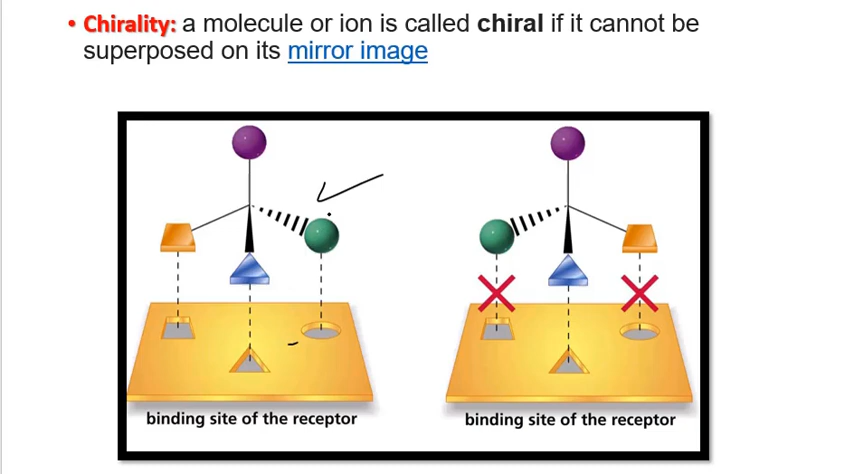 • Chirality: a molecule or ion is called chiral if it cannot be
superposed on its mirror image
binding site of the receptor
binding site of the receptor